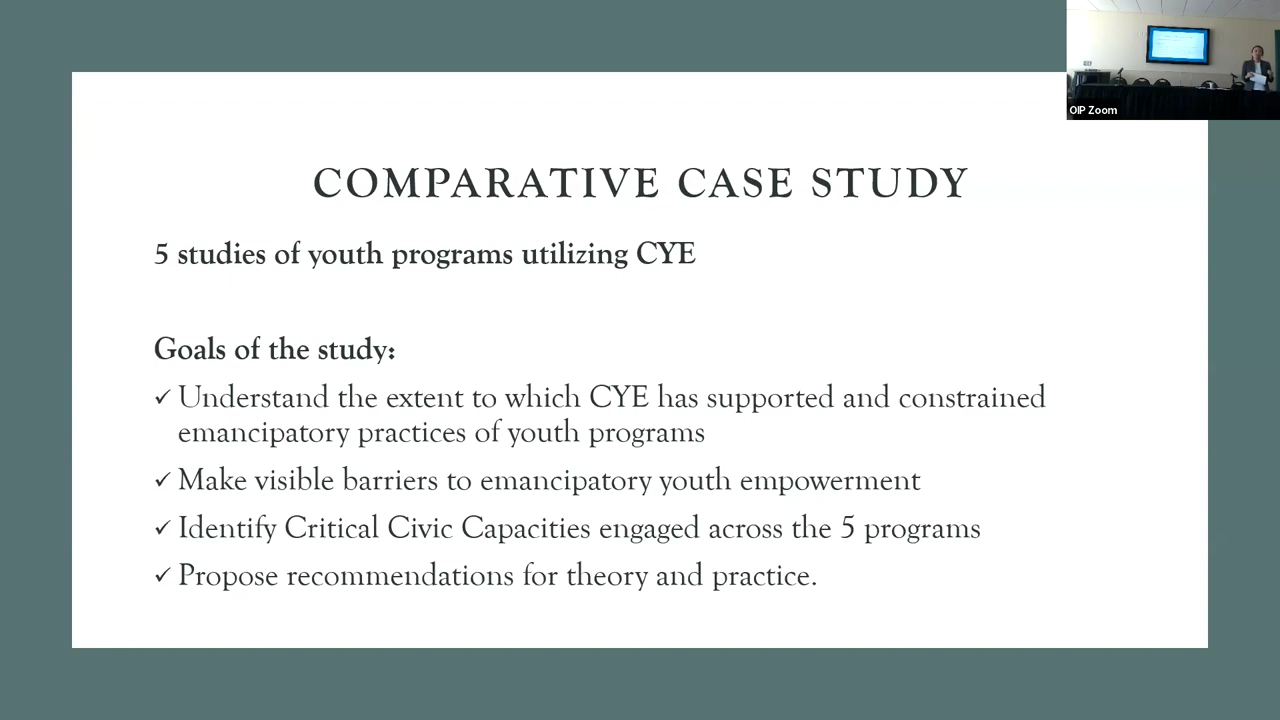 OIP Zoom
COMPARATIVE CASE STUDY
5 studies of youth programs utilizing CYE
Goals of the study:
✓ Understand the extent to which CYE has supported and constrained
emancipatory practices of youth programs
✓ Make visible barriers to emancipatory youth empowerment
✓ Identify Critical Civic Capacities engaged across the 5 programs
✓ Propose recommendations for theory and practice.